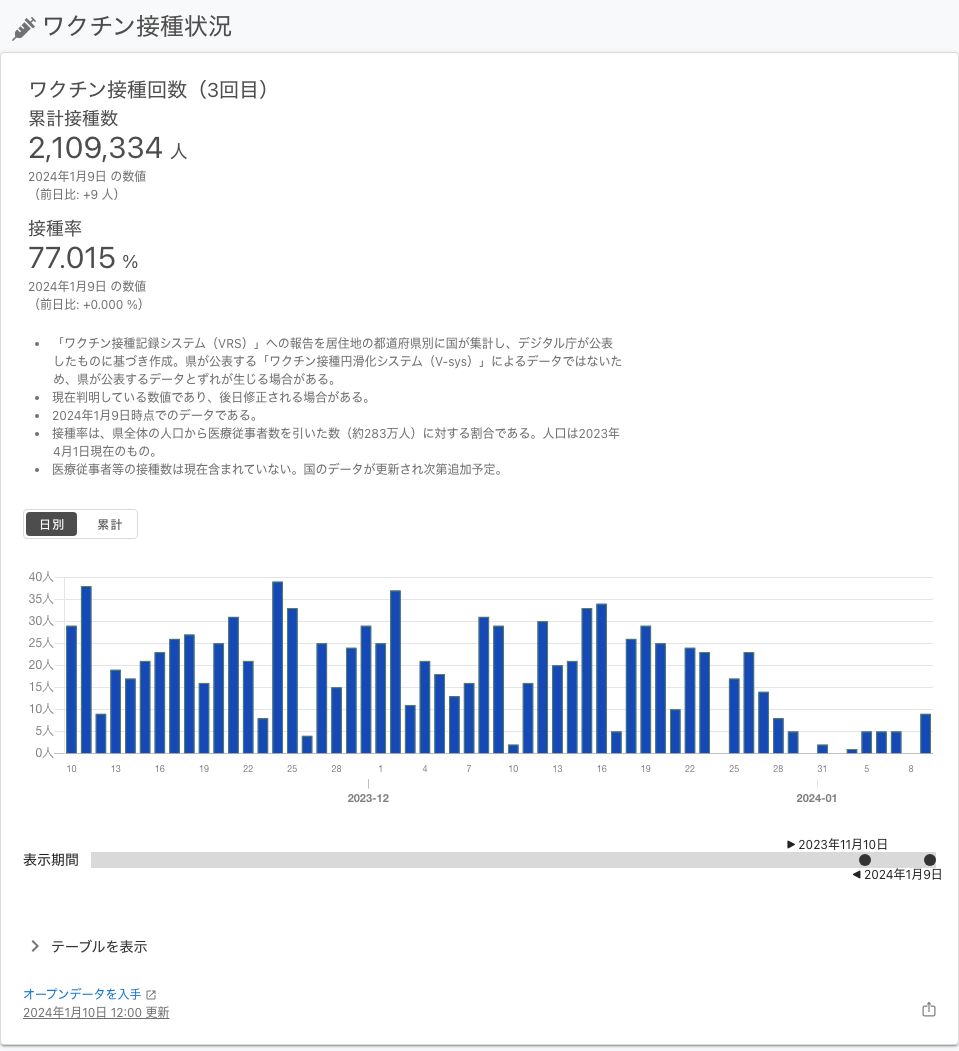 ワクチン接種状況
ワクチン接種回数（3回目）
累計接種数
2,109,334 人
2024年1月9日 の数値
（前日比: +9 人）
接種率
77.015 %
2024年1月9日 の数値
（前日比: +0.000 %）
• 「ワクチン接種記録システム（VRS）」への報告を居住地の都道府県別に国が集計し、デジタル庁が公表
したものに基づき作成。県が公表する「ワクチン接種円滑化システム（V-sys）」によるデータではないた
め、県が公表するデータとずれが生じる場合がある。
• 現在判明している数値であり、後日修正される場合がある。
• 2024年1月9日時点でのデータである。
• 接種率は、県全体の人口から医療従事者数を引いた数（約283万人）に対する割合である。人口は2023年
4月1日現在のもの。
• 医療従事者等の接種数は現在含まれていない。国のデータが更新され次第追加予定。
日別 累計
40人
35人
30人
25人
20人
15人
10人
5人
0人
10 13 16 19 22 25 28 1 4 7 10 13 16 19 22 25 28 31 5 8
2023-12 2024-01
▶ 2023年11月10日
表示期間
◀ 2024年1月9日
テーブルを表示
オープンデータを入手
2024年1月10日 12:00 更新